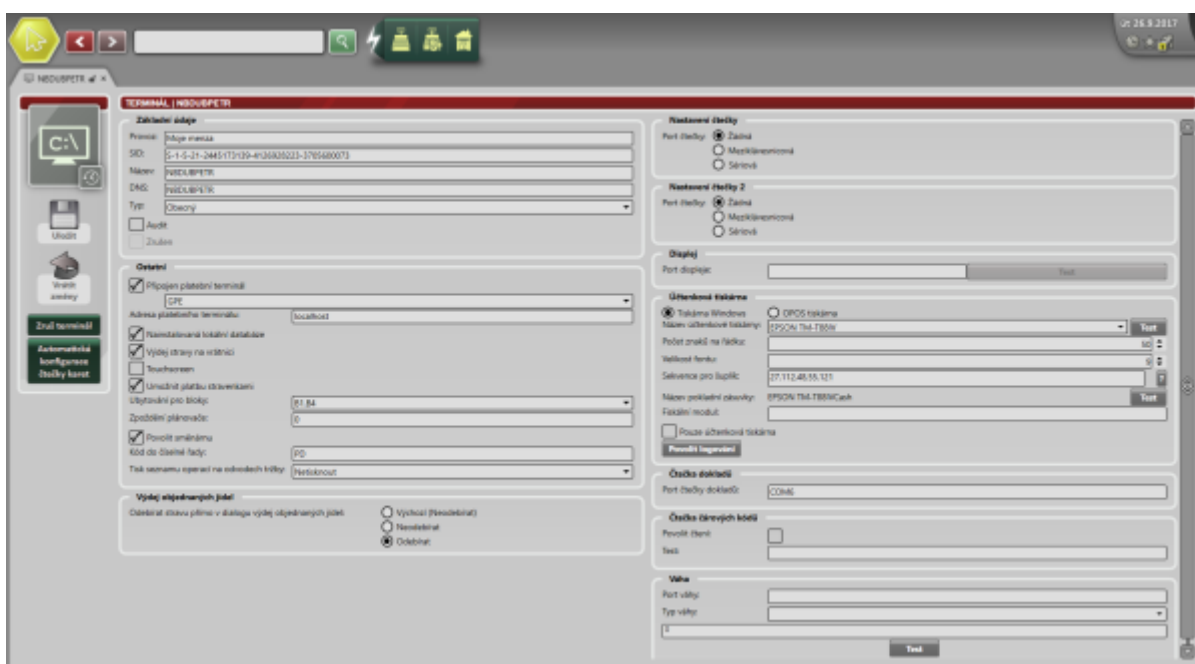 út 26.9.2017
NBDUBPETR
TERMINÁL | NBDUBPETR
Základní údaje
Provoz: Moje menza
SID: S-1-5-21-2445173139-4126920223-3705680073
Název: NBDUBPETR
DNS: NBDUBPETR
Typ: Obecný
Audit
Zrušen
Uložit
Vrátit
změny
Zruš terminál
Automatická
konfigurace
čtečky karet
Ostatní
Připojen platební terminál
GPE
Adresa platebního terminálu: localhost
Nainstalovaná lokální databáze
Výdej stravy na vrátnici
Touchscreen
Umožnit platbu stravenkami
Ubytování pro bloky: B1,B4
Zpoždění plánovače: 0
Povolit směnárnu
Kód do číselné řady: PD
Tisk seznamu operací na odvodech tržby: Netisknout
Výdej objednaných jídel
Odebírat stravu přímo v dialogu výdej objednaných jídel:
Výchozí (Neodebírat)
Neodebírat
Odebírat
Nastavení čtečky
Port čtečky: Žádná
Meziklávesnicová
Sériová
Nastavení čtečky 2
Port čtečky: Žádná
Meziklávesnicová
Sériová
Displej
Port displeje: Test
Účtenková tiskárna
Tiskárna Windows OPOS tiskárna
Název účtenkové tiskárny: EPSON TM-T88IV Test
Počet znaků na řádku: 50
Velikost fontu: 9
Sekvence pro šuplík: 27,112,48,55,121 ?
Název pokladní zásuvky: EPSON TM-T88IVCash Test
Fiskální modul:
Pouze účtenková tiskárna
Povolit logování
Čtečka dokladů
Port čtečky dokladů: COM6
Čtečka čárových kódů
Povolit čtení:
Test:
Váha
Port váhy:
Typ váhy:
Test